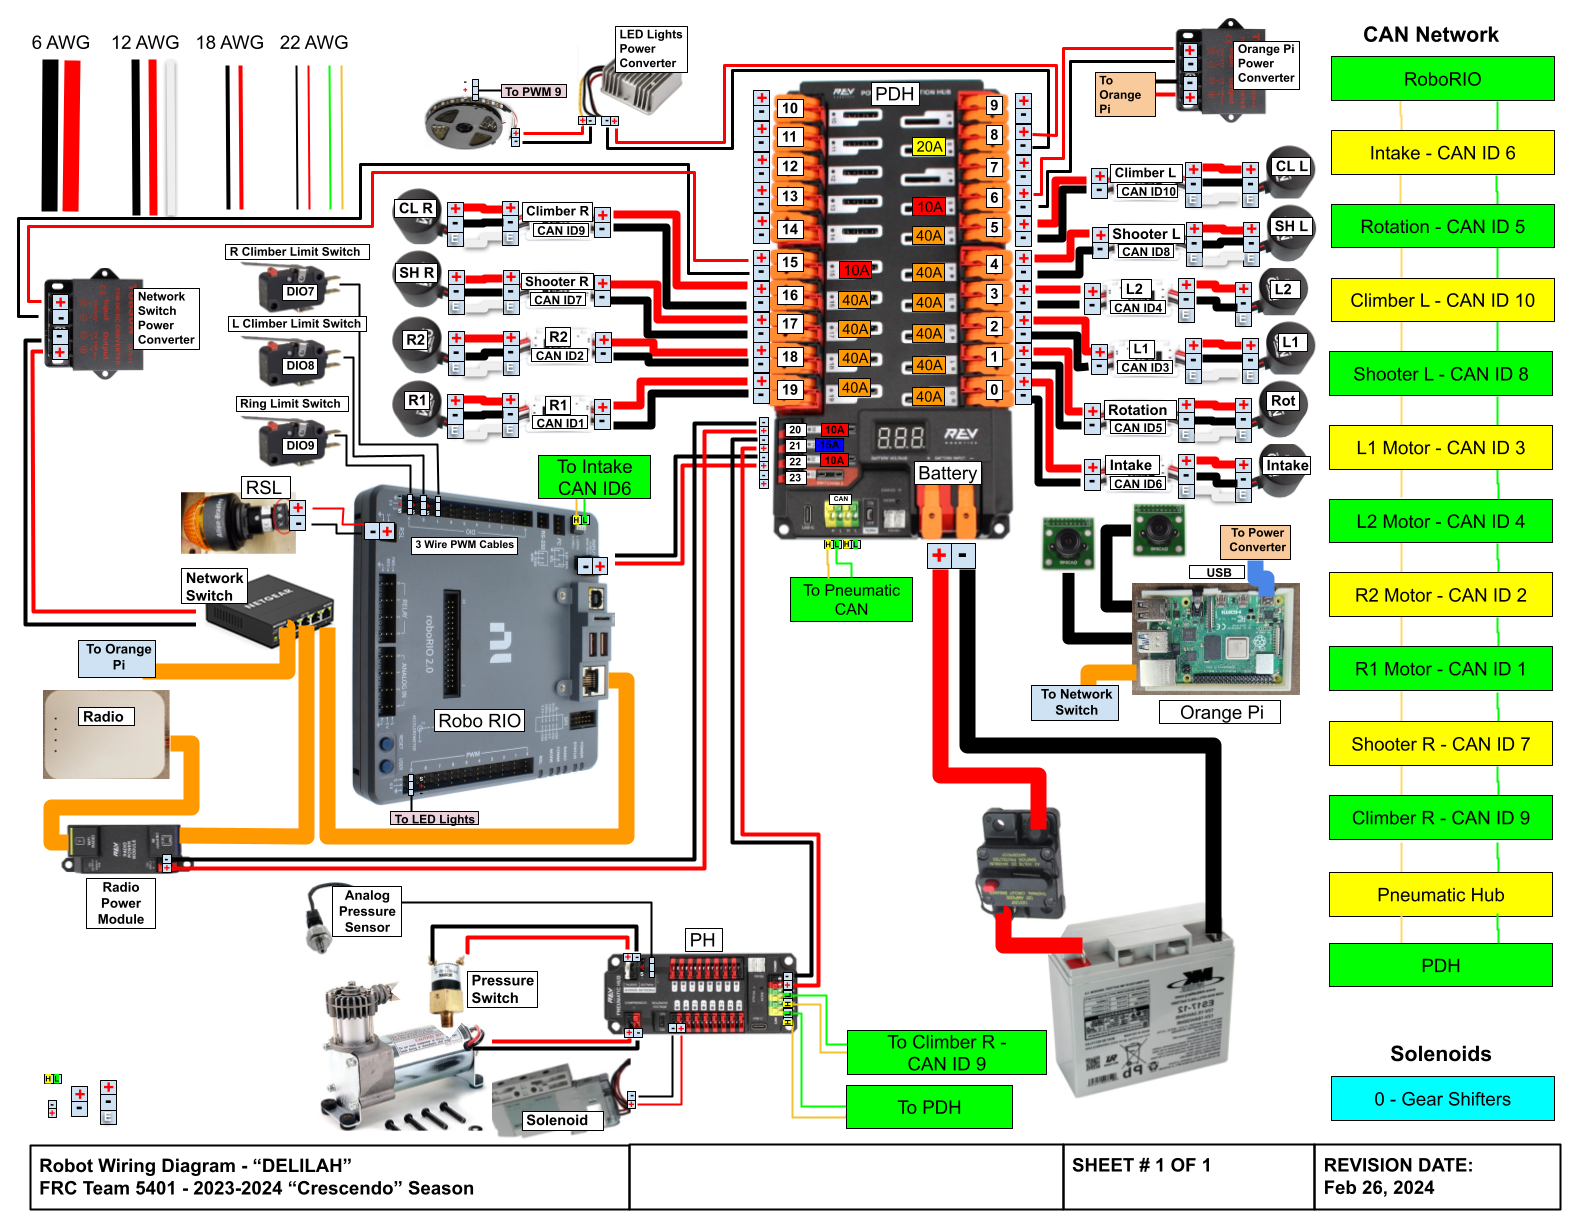 6 AWG
12 AWG
18 AWG
22 AWG
LED Lights
Power
Converter
To PWM 9
PDH
Orange Pi
Power
Converter
To
Orange
Pi
CAN Network
RoboRIO
Intake - CAN ID 6
Rotation - CAN ID 5
Climber L - CAN ID 10
Shooter L - CAN ID 8
L1 Motor - CAN ID 3
L2 Motor - CAN ID 4
R2 Motor - CAN ID 2
R1 Motor - CAN ID 1
Shooter R - CAN ID 7
Climber R - CAN ID 9
Pneumatic Hub
PDH
Solenoids
0 - Gear Shifters
10
11
12
13
14
15
16
17
18
19
9
8
7
6
5
4
3
2
1
0
20A
10A
40A
40A
40A
40A
40A
40A
40A
10A
40A
40A
40A
40A
20
21
22
23
10A
15A
10A
REV
CAN
Battery
CL R
Climber R
CAN ID9
SH R
Shooter R
CAN ID7
R2
R2
CAN ID2
R1
R1
CAN ID1
Climber L
CAN ID10
CL L
Shooter L
CAN ID8
SH L
L2
CAN ID4
L2
L1
CAN ID3
L1
Rotation
CAN ID5
Rot
Intake
CAN ID6
Intake
R Climber Limit Switch
DIO7
L Climber Limit Switch
DIO8
Ring Limit Switch
DIO9
Network
Switch
Power
Converter
RSL
To Intake
CAN ID6
3 Wire PWM Cables
Network
Switch
NETGEAR
To Orange
Pi
Radio
roboRIO 2.0
Robo RIO
To LED Lights
Radio
Power
Module
To Pneumatic
CAN
To Power
Converter
USB
To Network
Switch
Orange Pi
Analog
Pressure
Sensor
PH
Pressure
Switch
Solenoid
To Climber R -
CAN ID 9
To PDH
ES17-12
Robot Wiring Diagram - “DELILAH”
FRC Team 5401 - 2023-2024 “Crescendo” Season
SHEET # 1 OF 1
REVISION DATE:
Feb 26, 2024